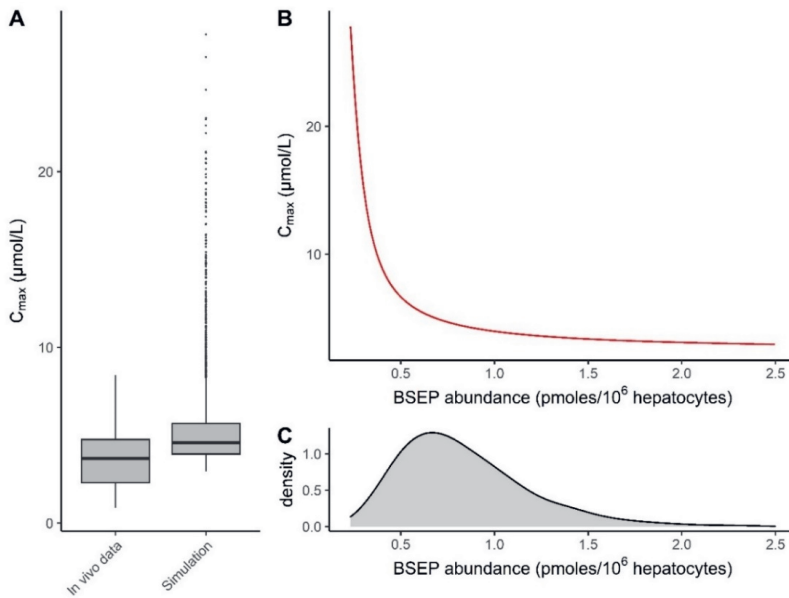 A
B
C
Cmax (μmol/L)
20
10
0
In vivo data
Simulation
Cmax (μmol/L)
20
10
0.5 1.0 1.5 2.0 2.5
BSEP abundance (pmoles/10⁶ hepatocytes)
density
1.0
0.5
0.0
0.5 1.0 1.5 2.0 2.5
BSEP abundance (pmoles/10⁶ hepatocytes)